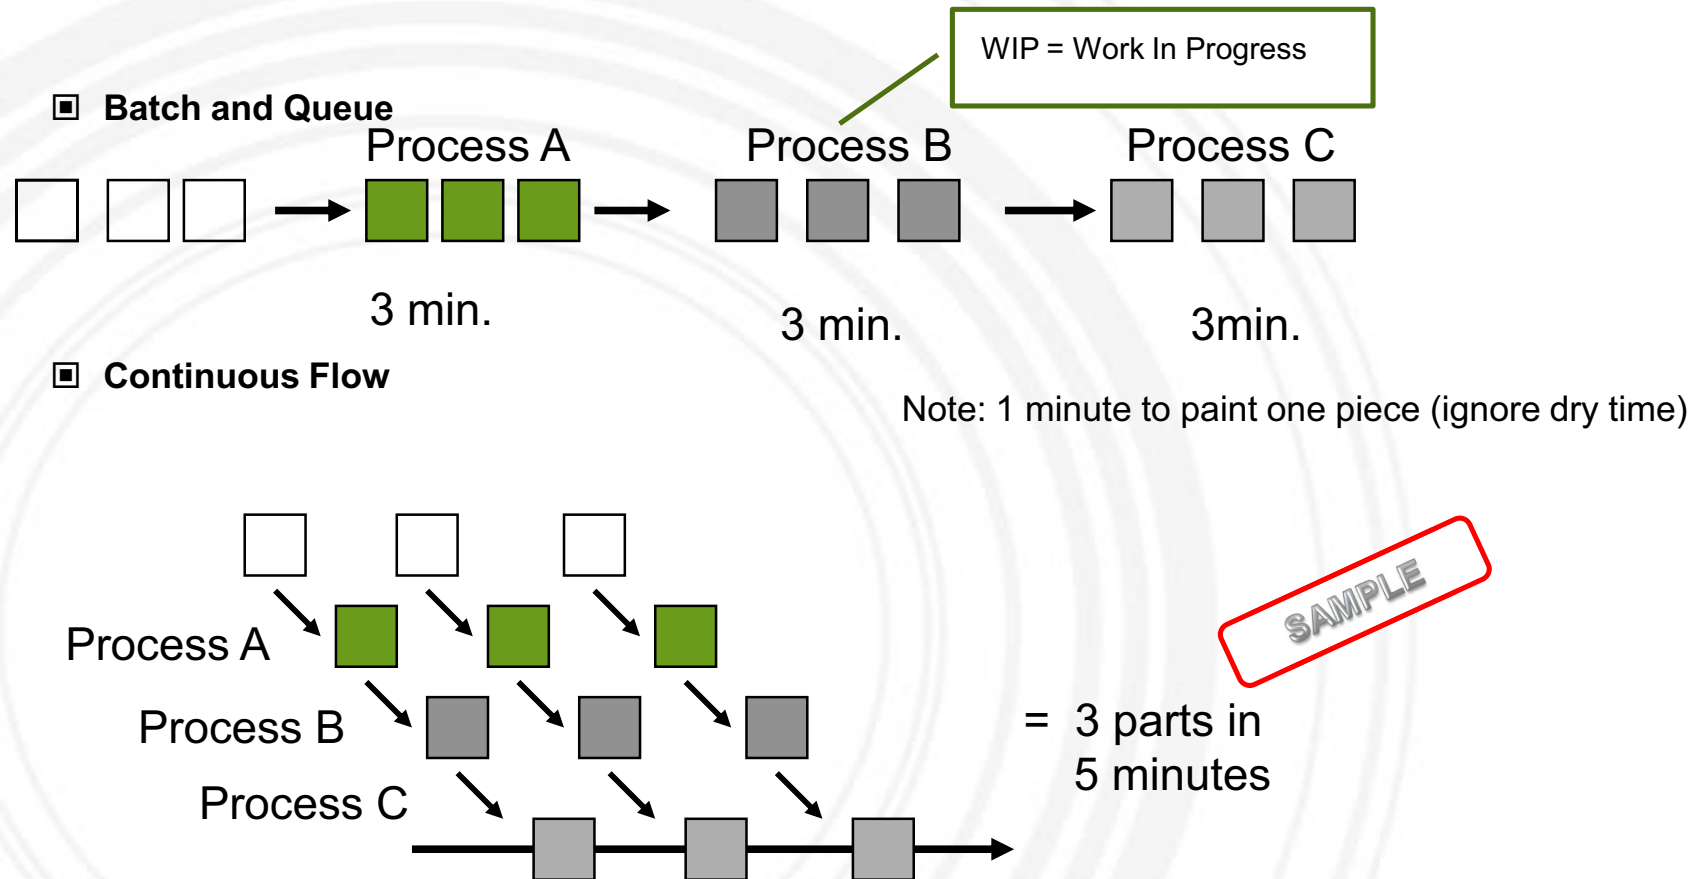 WIP = Work In Progress
Batch and Queue
Process A
Process B
Process C
3 min.
3 min.
3min.
Continuous Flow
Note: 1 minute to paint one piece (ignore dry time)
SAMPLE
Process A
Process B
= 3 parts in
5 minutes
Process C